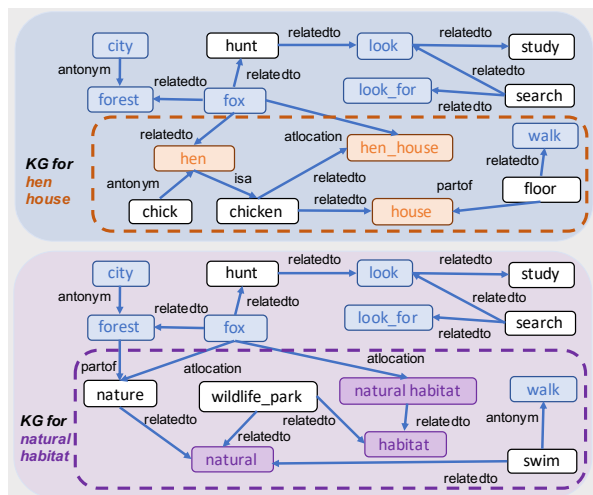 city
hunt
relatedto
look
relatedto
study
antonym
relatedto
relatedto
relatedto
forest
fox
look_for
search
relatedto
relatedto
atlocation
walk
hen
hen_house
relatedto
KG for
hen
house
antonym
isa
relatedto
partof
floor
chick
chicken
relatedto
house
city
hunt
relatedto
look
relatedto
study
antonym
relatedto
relatedto
relatedto
forest
fox
look_for
search
relatedto
partof
atlocation
atlocation
nature
wildlife_park
natural habitat
walk
KG for
natural
habitat
relatedto
relatedto
relatedto
relatedto
antonym
natural
habitat
swim
relatedto